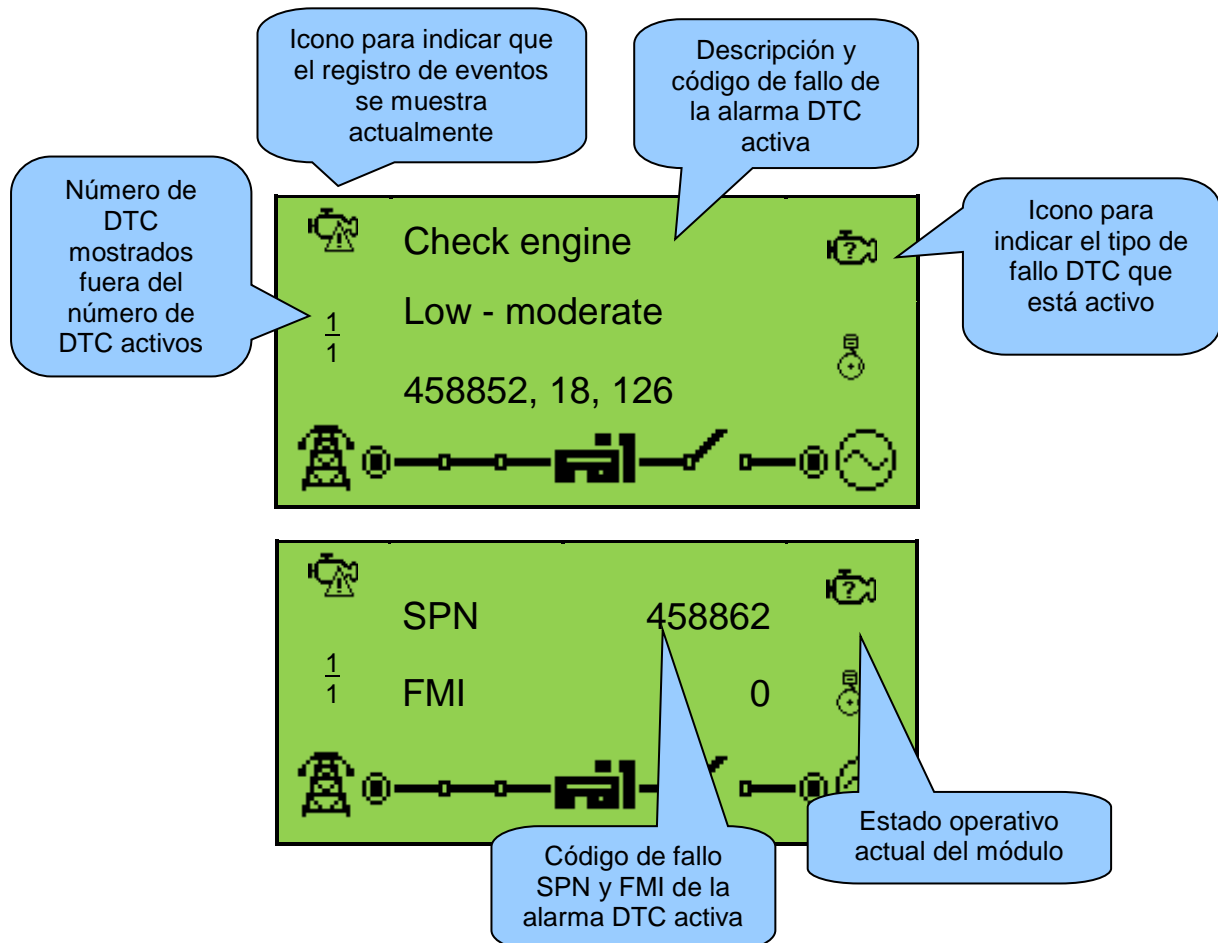 Icono para indicar que
el registro de eventos
se muestra
actualmente
Descripción y
código de fallo de
la alarma DTC
activa
Número de
DTC
mostrados
fuera del
número de
DTC activos
Icono para
indicar el tipo de
fallo DTC que
está activo
Check engine
Low - moderate
1
1
458852, 18, 126
?
SPN 458862
FMI 0
1
1
?
Código de fallo
SPN y FMI de la
alarma DTC activa
Estado operativo
actual del módulo